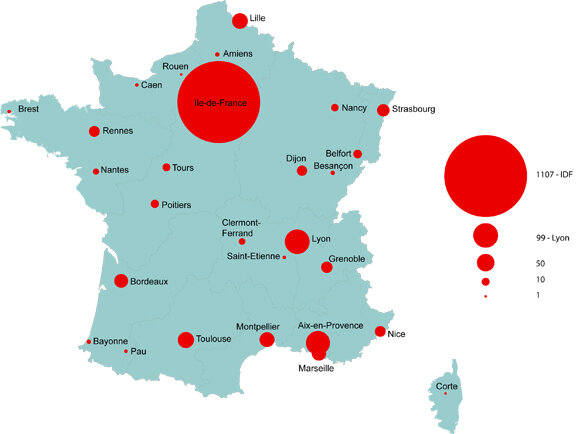 Lille
Amiens
Rouen
Caen
Ile-de-France
Brest
Nancy
Strasbourg
Rennes
Belfort
Dijon
Besançon
Nantes
Tours
Poitiers
Clermont-
Ferrand
Lyon
Saint-Etienne
Grenoble
Bordeaux
Montpellier
Aix-en-Provence
Nice
Bayonne
Pau
Toulouse
Marseille
Corte
1107 - IDF
99 - Lyon
50
10
1